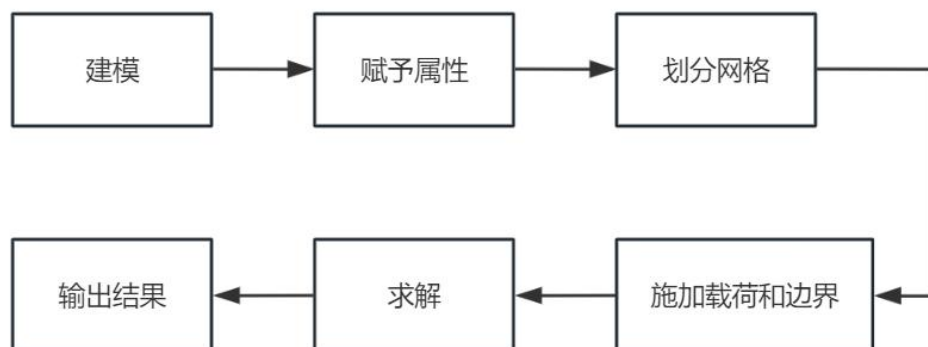 建模
赋予属性
划分网格
施加载荷和边界
求解
输出结果